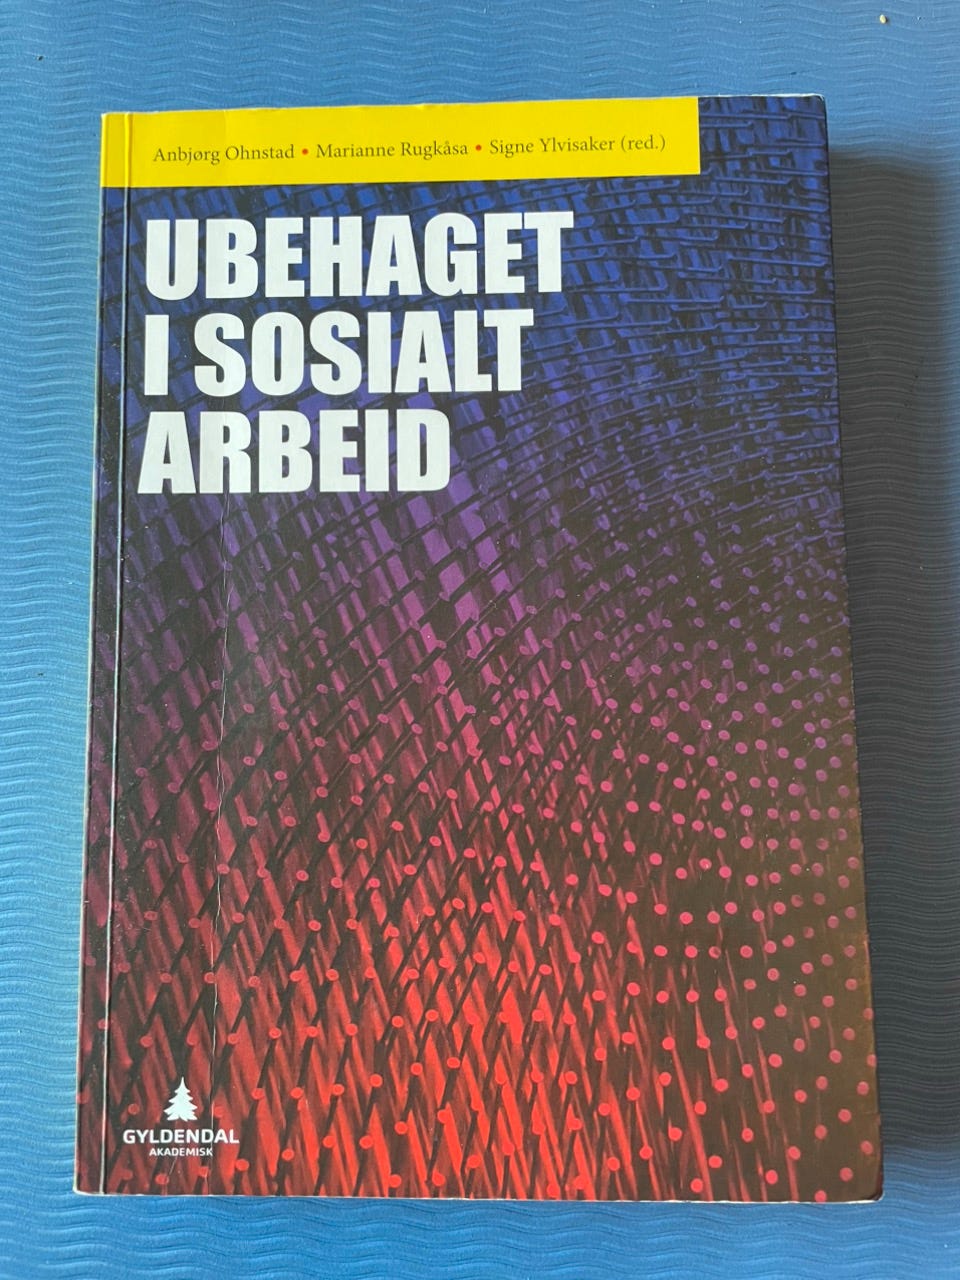 Anbjørg Ohnstad • Marianne Rugkåsa • Signe Ylvisaker (red.)
UBEHAGET
I SOSIALT
ARBEID
GYLDENDAL
AKADEMISK